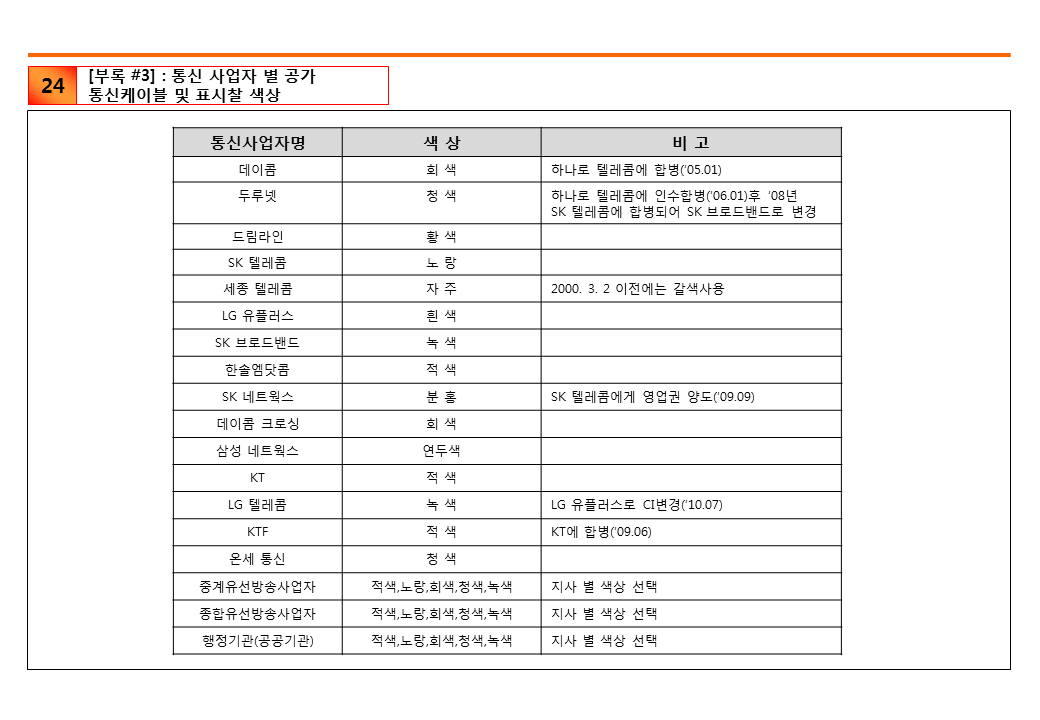 24
[부록 #3] : 통신 사업자 별 공가
통신케이블 및 표시찰 색상
통신사업자명 색 상 비 고
데이콤 회 색 하나로 텔레콤에 합병('05.01)
두루넷 청 색 하나로 텔레콤에 인수합병('06.01)후 '08년
SK 텔레콤에 합병되어 SK 브로드밴드로 변경
드림라인 황 색
SK 텔레콤 노 랑
세종 텔레콤 자 주 2000. 3. 2 이전에는 갈색사용
LG 유플러스 흰 색
SK 브로드밴드 녹 색
한솔엠닷콤 적 색
SK 네트웍스 분 홍 SK 텔레콤에게 영업권 양도('09.09)
데이콤 크로싱 회 색
삼성 네트웍스 연두색
KT 적 색
LG 텔레콤 녹 색 LG 유플러스로 CI변경('10.07)
KTF 적 색 KT에 합병('09.06)
온세 통신 청 색
중계유선방송사업자 적색,노랑,회색,청색,녹색 지사 별 색상 선택
종합유선방송사업자 적색,노랑,회색,청색,녹색 지사 별 색상 선택
행정기관(공공기관) 적색,노랑,회색,청색,녹색 지사 별 색상 선택